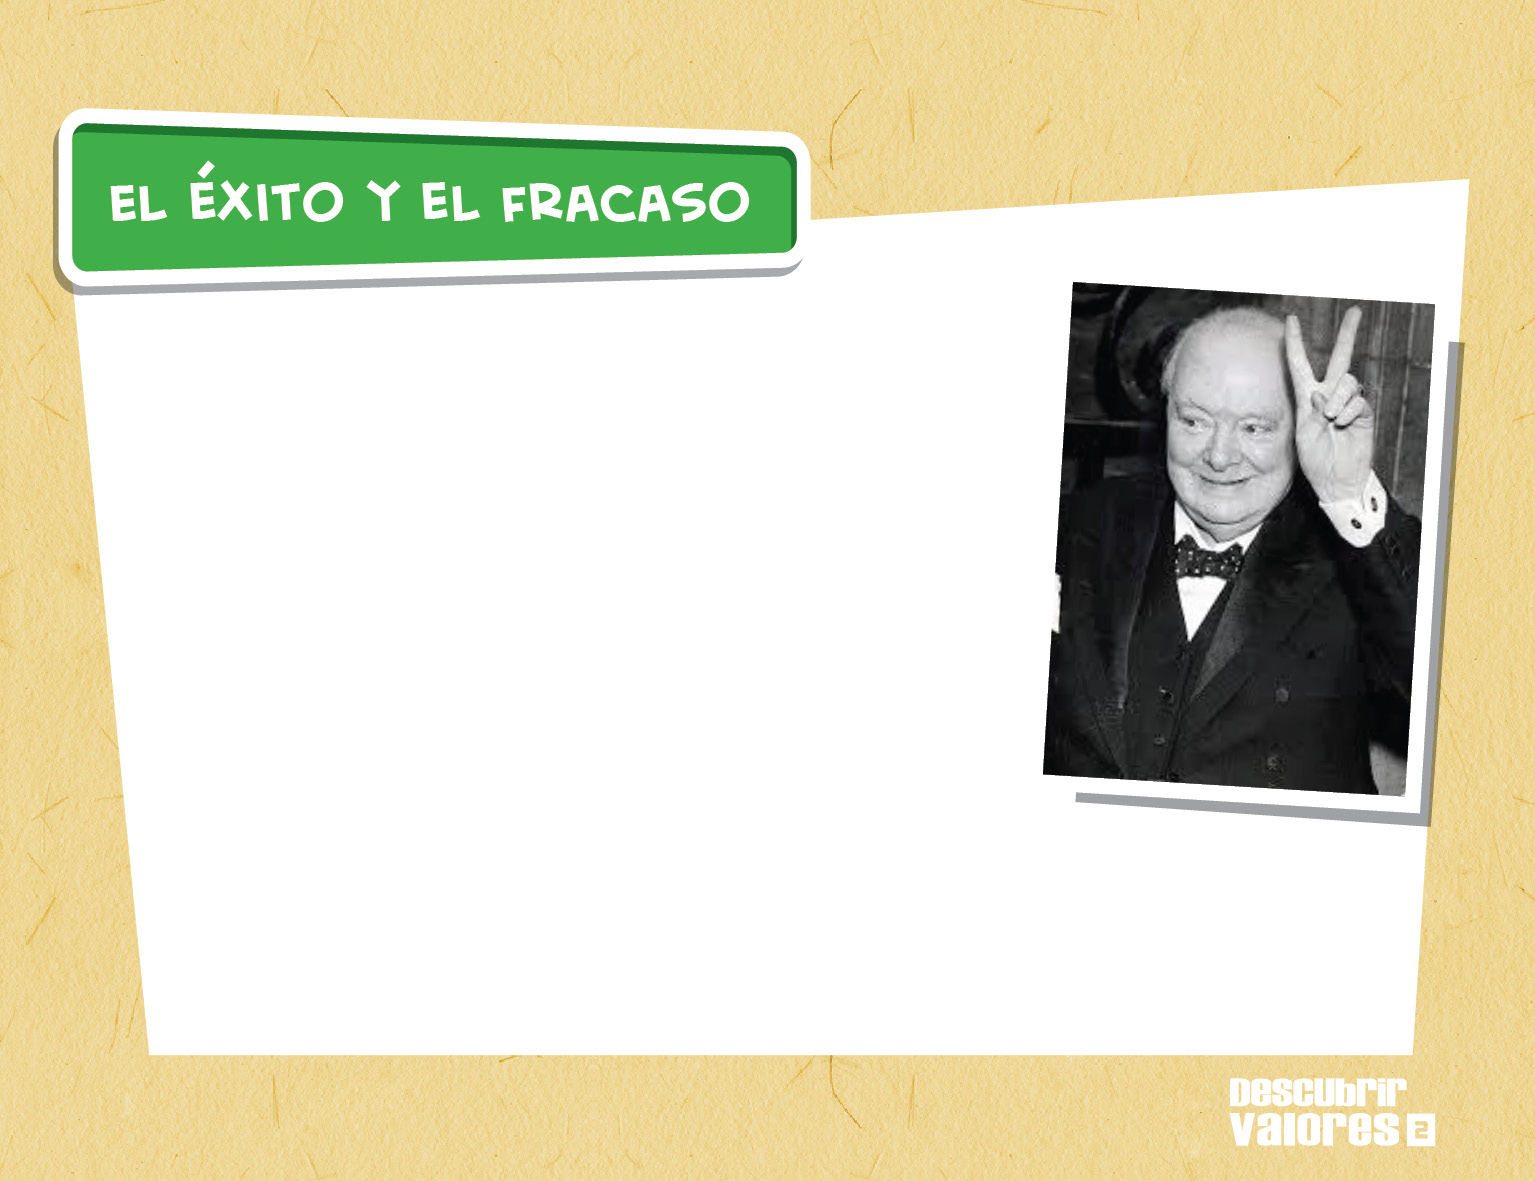 EL ÉXITO Y EL FRACASO
Descubrir
valores 2